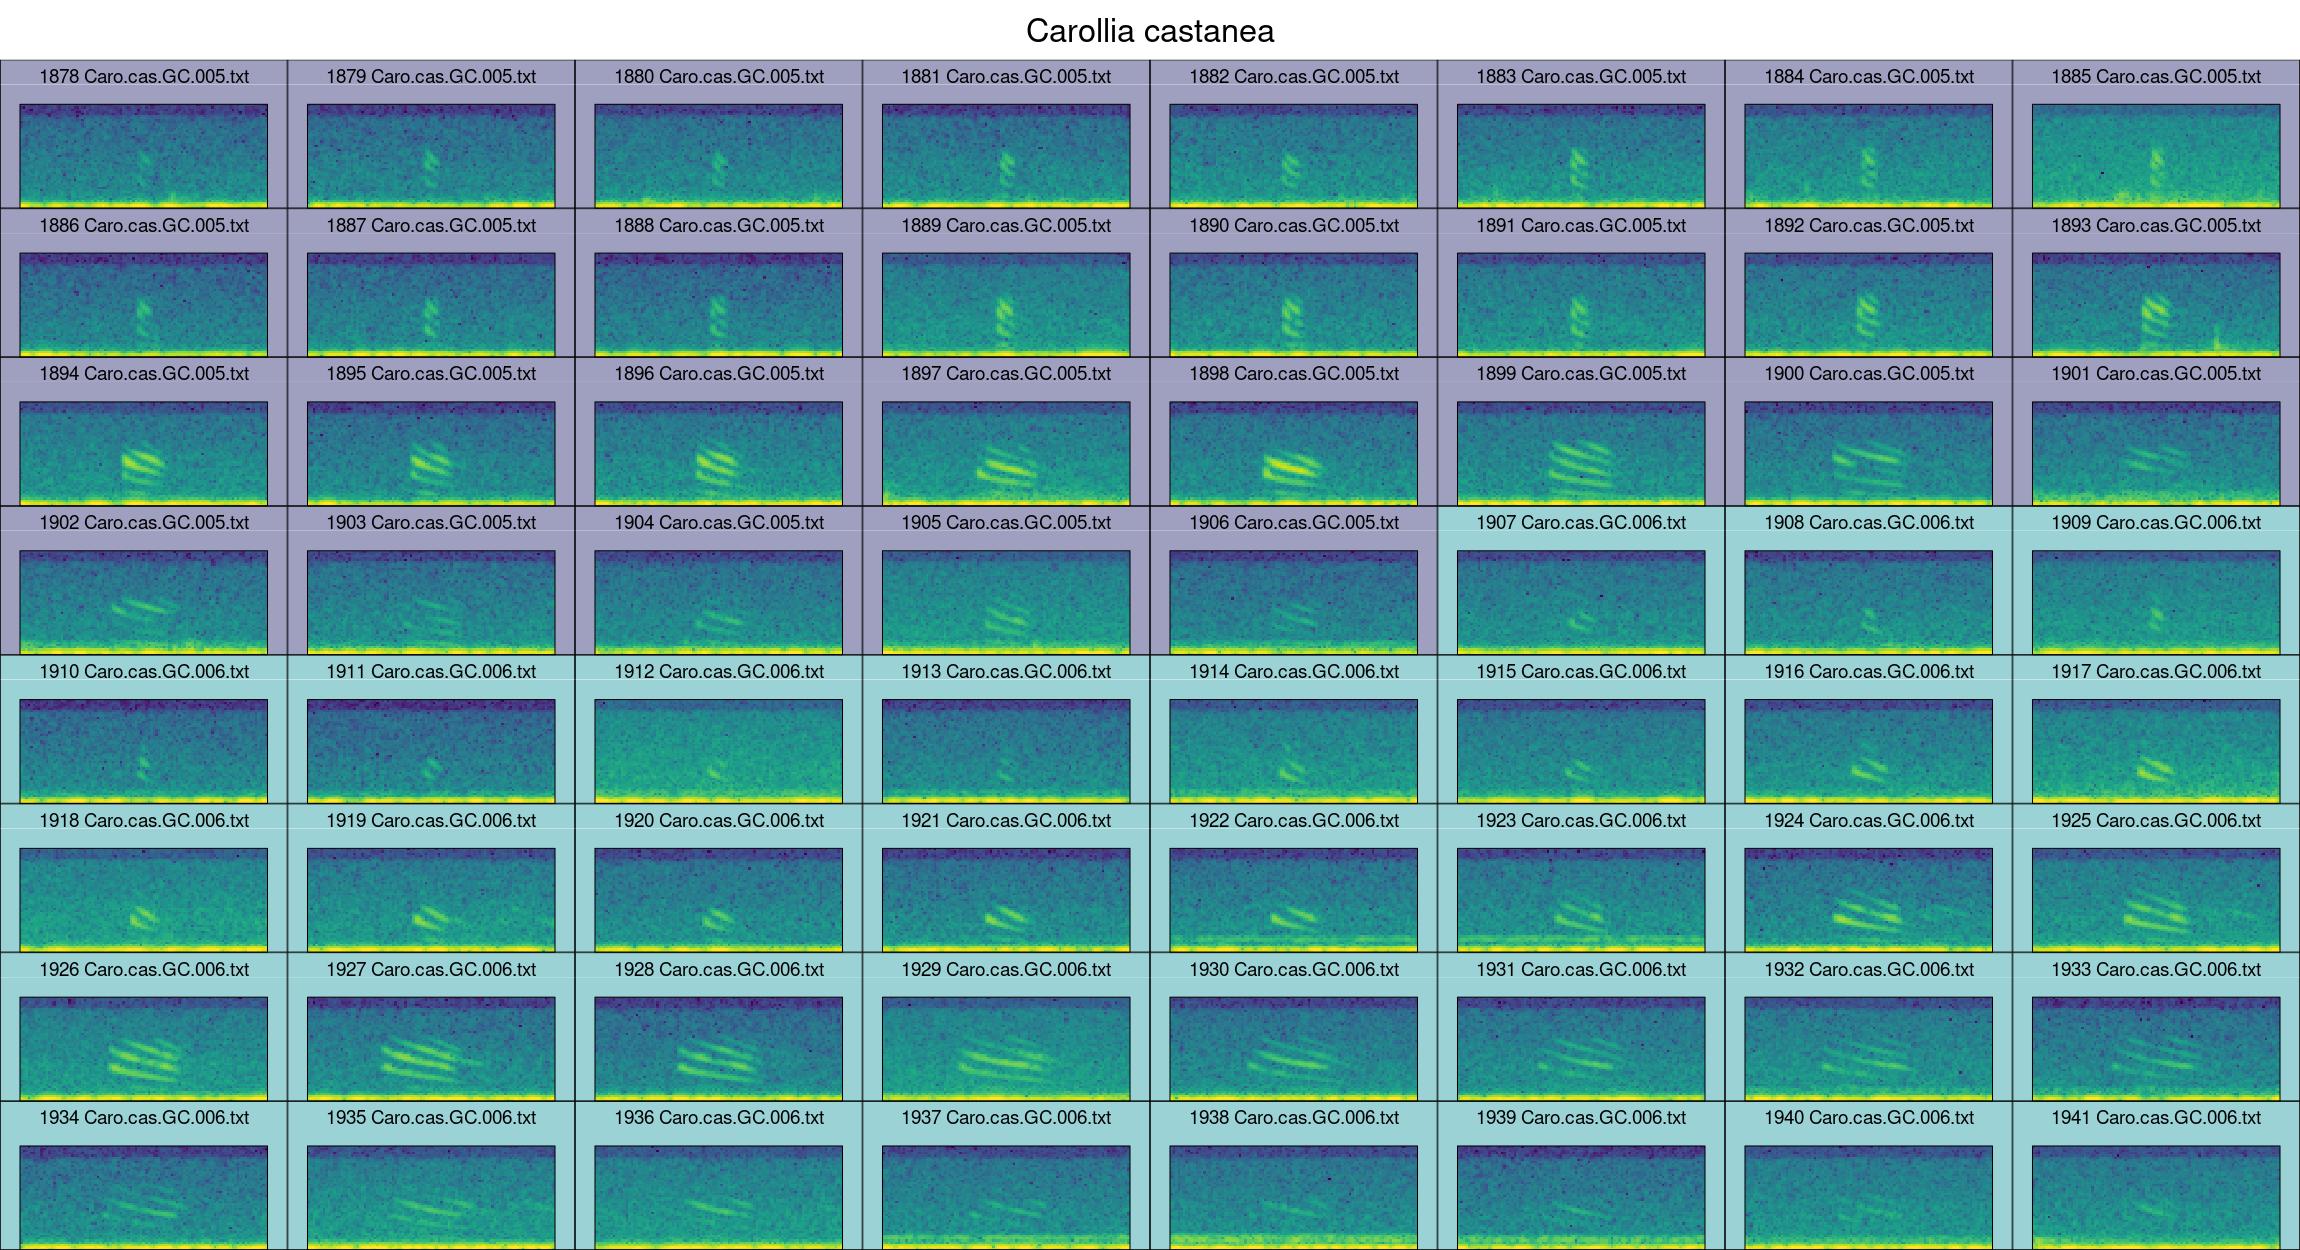 Carollia castanea
1878 Caro.cas.GC.005.txt 1879 Caro.cas.GC.005.txt 1880 Caro.cas.GC.005.txt 1881 Caro.cas.GC.005.txt 1882 Caro.cas.GC.005.txt 1883 Caro.cas.GC.005.txt 1884 Caro.cas.GC.005.txt 1885 Caro.cas.GC.005.txt
1886 Caro.cas.GC.005.txt 1887 Caro.cas.GC.005.txt 1888 Caro.cas.GC.005.txt 1889 Caro.cas.GC.005.txt 1890 Caro.cas.GC.005.txt 1891 Caro.cas.GC.005.txt 1892 Caro.cas.GC.005.txt 1893 Caro.cas.GC.005.txt
1894 Caro.cas.GC.005.txt 1895 Caro.cas.GC.005.txt 1896 Caro.cas.GC.005.txt 1897 Caro.cas.GC.005.txt 1898 Caro.cas.GC.005.txt 1899 Caro.cas.GC.005.txt 1900 Caro.cas.GC.005.txt 1901 Caro.cas.GC.005.txt
1902 Caro.cas.GC.005.txt 1903 Caro.cas.GC.005.txt 1904 Caro.cas.GC.005.txt 1905 Caro.cas.GC.005.txt 1906 Caro.cas.GC.005.txt 1907 Caro.cas.GC.006.txt 1908 Caro.cas.GC.006.txt 1909 Caro.cas.GC.006.txt
1910 Caro.cas.GC.006.txt 1911 Caro.cas.GC.006.txt 1912 Caro.cas.GC.006.txt 1913 Caro.cas.GC.006.txt 1914 Caro.cas.GC.006.txt 1915 Caro.cas.GC.006.txt 1916 Caro.cas.GC.006.txt 1917 Caro.cas.GC.006.txt
1918 Caro.cas.GC.006.txt 1919 Caro.cas.GC.006.txt 1920 Caro.cas.GC.006.txt 1921 Caro.cas.GC.006.txt 1922 Caro.cas.GC.006.txt 1923 Caro.cas.GC.006.txt 1924 Caro.cas.GC.006.txt 1925 Caro.cas.GC.006.txt
1926 Caro.cas.GC.006.txt 1927 Caro.cas.GC.006.txt 1928 Caro.cas.GC.006.txt 1929 Caro.cas.GC.006.txt 1930 Caro.cas.GC.006.txt 1931 Caro.cas.GC.006.txt 1932 Caro.cas.GC.006.txt 1933 Caro.cas.GC.006.txt
1934 Caro.cas.GC.006.txt 1935 Caro.cas.GC.006.txt 1936 Caro.cas.GC.006.txt 1937 Caro.cas.GC.006.txt 1938 Caro.cas.GC.006.txt 1939 Caro.cas.GC.006.txt 1940 Caro.cas.GC.006.txt 1941 Caro.cas.GC.006.txt